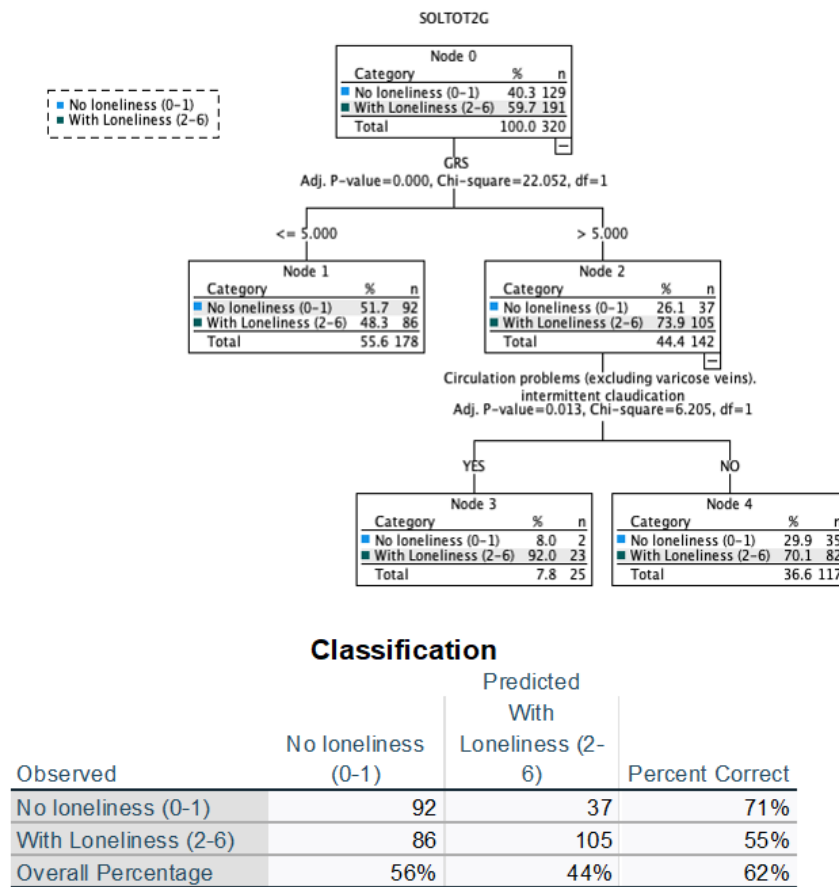 SOLTOT2G
Node 0
Category % n
No loneliness (0-1) 40.3 129
With Loneliness (2-6) 59.7 191
Total 100.0 320
No loneliness (0-1)
With Loneliness (2-6)
GRS
Adj. P-value=0.000, Chi-square=22.052, df=1
<= 5.000
> 5.000
Node 1
Category % n
No loneliness (0-1) 51.7 92
With Loneliness (2-6) 48.3 86
Total 55.6 178
Node 2
Category % n
No loneliness (0-1) 26.1 37
With Loneliness (2-6) 73.9 105
Total 44.4 142
Circulation problems (excluding varicose veins).
intermittent claudication
Adj. P-value=0.013, Chi-square=6.205, df=1
YES
NO
Node 3
Category % n
No loneliness (0-1) 8.0 2
With Loneliness (2-6) 92.0 23
Total 7.8 25
Node 4
Category % n
No loneliness (0-1) 29.9 35
With Loneliness (2-6) 70.1 82
Total 36.6 117
Classification
Predicted
With
No loneliness Loneliness (2-
Observed (0-1) 6) Percent Correct
No loneliness (0-1) 92 37 71%
With Loneliness (2-6) 86 105 55%
Overall Percentage 56% 44% 62%